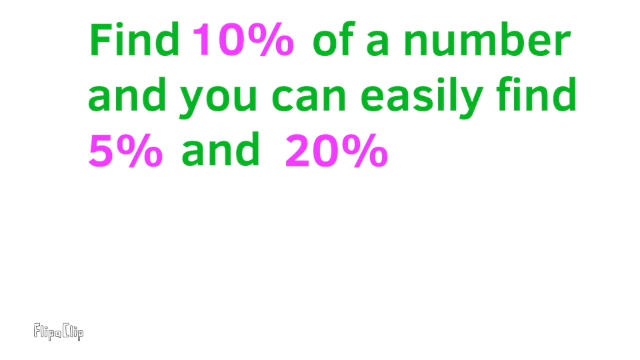 Find 10% of a number
and you can easily find
5% and 20%
FlipaClip